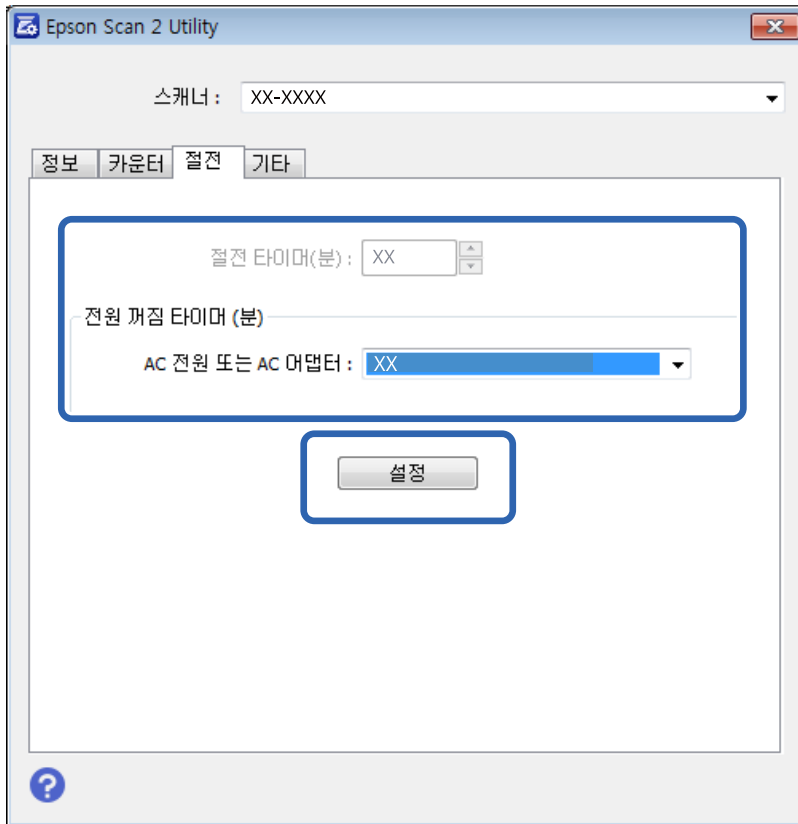 Epson Scan 2 Utility
스캐너 : XX-XXXX
정보 카운터 절전 기타
절전 타이머(분) : XX
전원 꺼짐 타이머 (분)
AC 전원 또는 AC 어댑터 : XX
설정
?